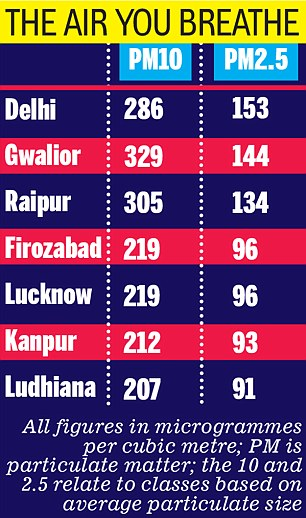 THE AIR YOU BREATHE
PM10 PM2.5
Delhi 286 153
Gwalior 329 144
Raipur 305 134
Firozabad 219 96
Lucknow 219 96
Kanpur 212 93
Ludhiana 207 91
All figures in microgrammes
per cubic metre; PM is
particulate matter; the 10 and
2.5 relate to classes based on
average particulate size